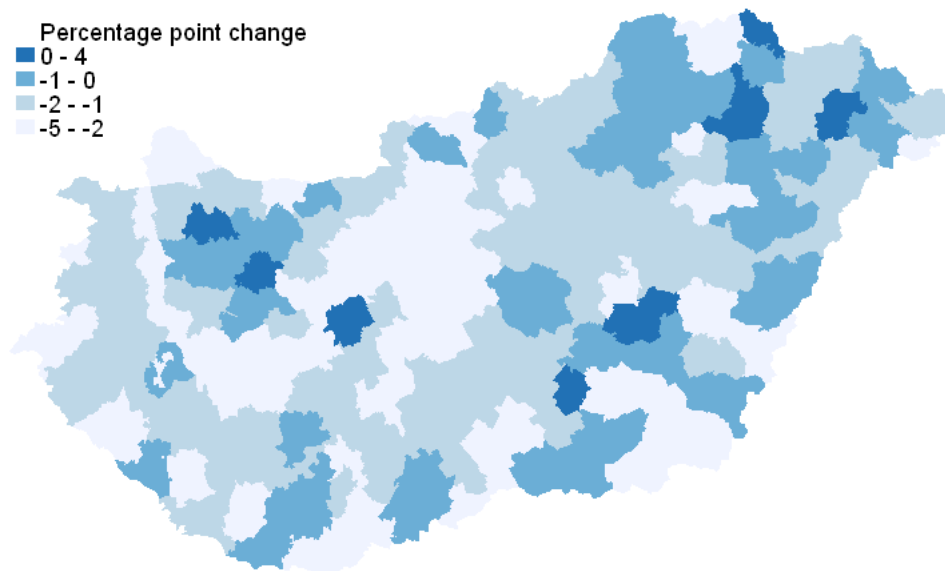 Percentage point change
0 - 4
-1 - 0
-2 - -1
-5 - -2